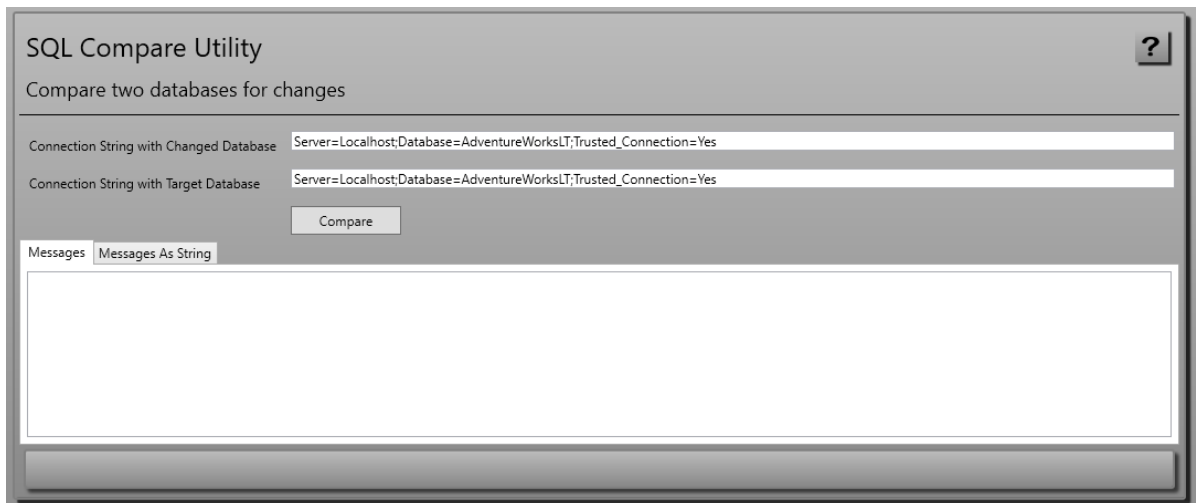 SQL Compare Utility
?
Compare two databases for changes
Connection String with Changed Database Server=Localhost;Database=AdventureWorksLT;Trusted_Connection=Yes
Connection String with Target Database Server=Localhost;Database=AdventureWorksLT;Trusted_Connection=Yes
Compare
Messages Messages As String